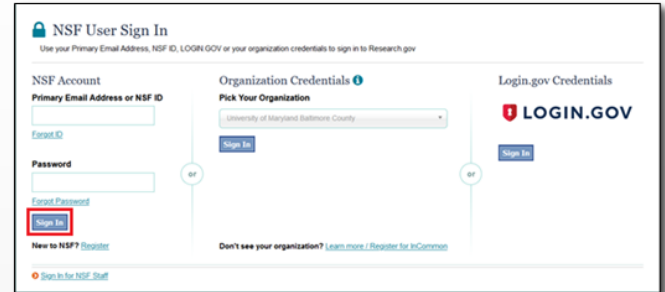 NSF User Sign In
Use your Primary Email Address, NSF ID, LOGIN.GOV or your organization credentials to sign in to Research.gov
NSF Account
Primary Email Address or NSF ID
Forgot ID
Password
Forgot Password
Sign In
New to NSF? Register
or
Organization Credentials
Pick Your Organization
University of Maryland Baltimore County
Sign In
Don't see your organization? Learn more / Register for InCommon
or
Login.gov Credentials
LOGIN.GOV
Sign In
Sign In for NSF Staff